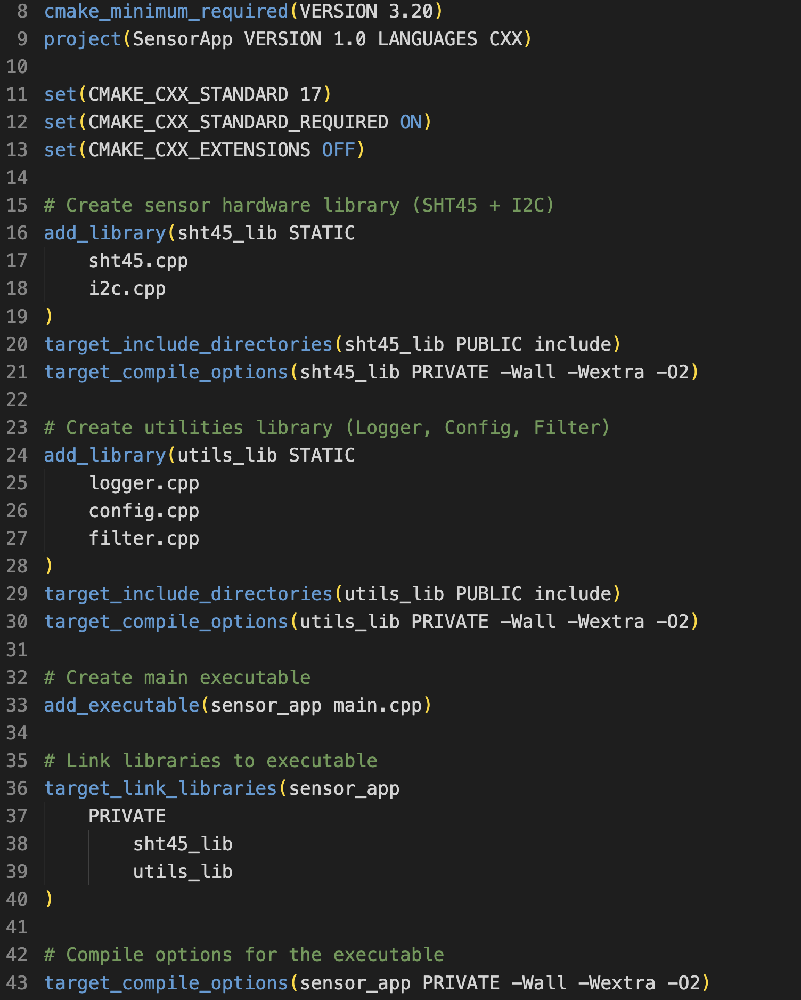 8 cmake_minimum_required(VERSION 3.20)
9 project(SensorApp VERSION 1.0 LANGUAGES CXX)
10
11 set(CMAKE_CXX_STANDARD 17)
12 set(CMAKE_CXX_STANDARD_REQUIRED ON)
13 set(CMAKE_CXX_EXTENSIONS OFF)
14
15 # Create sensor hardware library (SHT45 + I2C)
16 add_library(sht45_lib STATIC
17     sht45.cpp
18     i2c.cpp
19 )
20 target_include_directories(sht45_lib PUBLIC include)
21 target_compile_options(sht45_lib PRIVATE -Wall -Wextra -O2)
22
23 # Create utilities library (Logger, Config, Filter)
24 add_library(utils_lib STATIC
25     logger.cpp
26     config.cpp
27     filter.cpp
28 )
29 target_include_directories(utils_lib PUBLIC include)
30 target_compile_options(utils_lib PRIVATE -Wall -Wextra -O2)
31
32 # Create main executable
33 add_executable(sensor_app main.cpp)
34
35 # Link libraries to executable
36 target_link_libraries(sensor_app
37     PRIVATE
38         sht45_lib
39         utils_lib
40 )
41
42 # Compile options for the executable
43 target_compile_options(sensor_app PRIVATE -Wall -Wextra -O2)